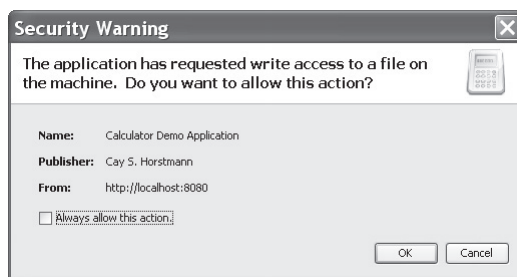 Security Warning
The application has requested write access to a file on
the machine. Do you want to allow this action?
Name: Calculator Demo Application
Publisher: Cay S. Horstmann
From: http://localhost:8080
Always allow this action.
OK Cancel